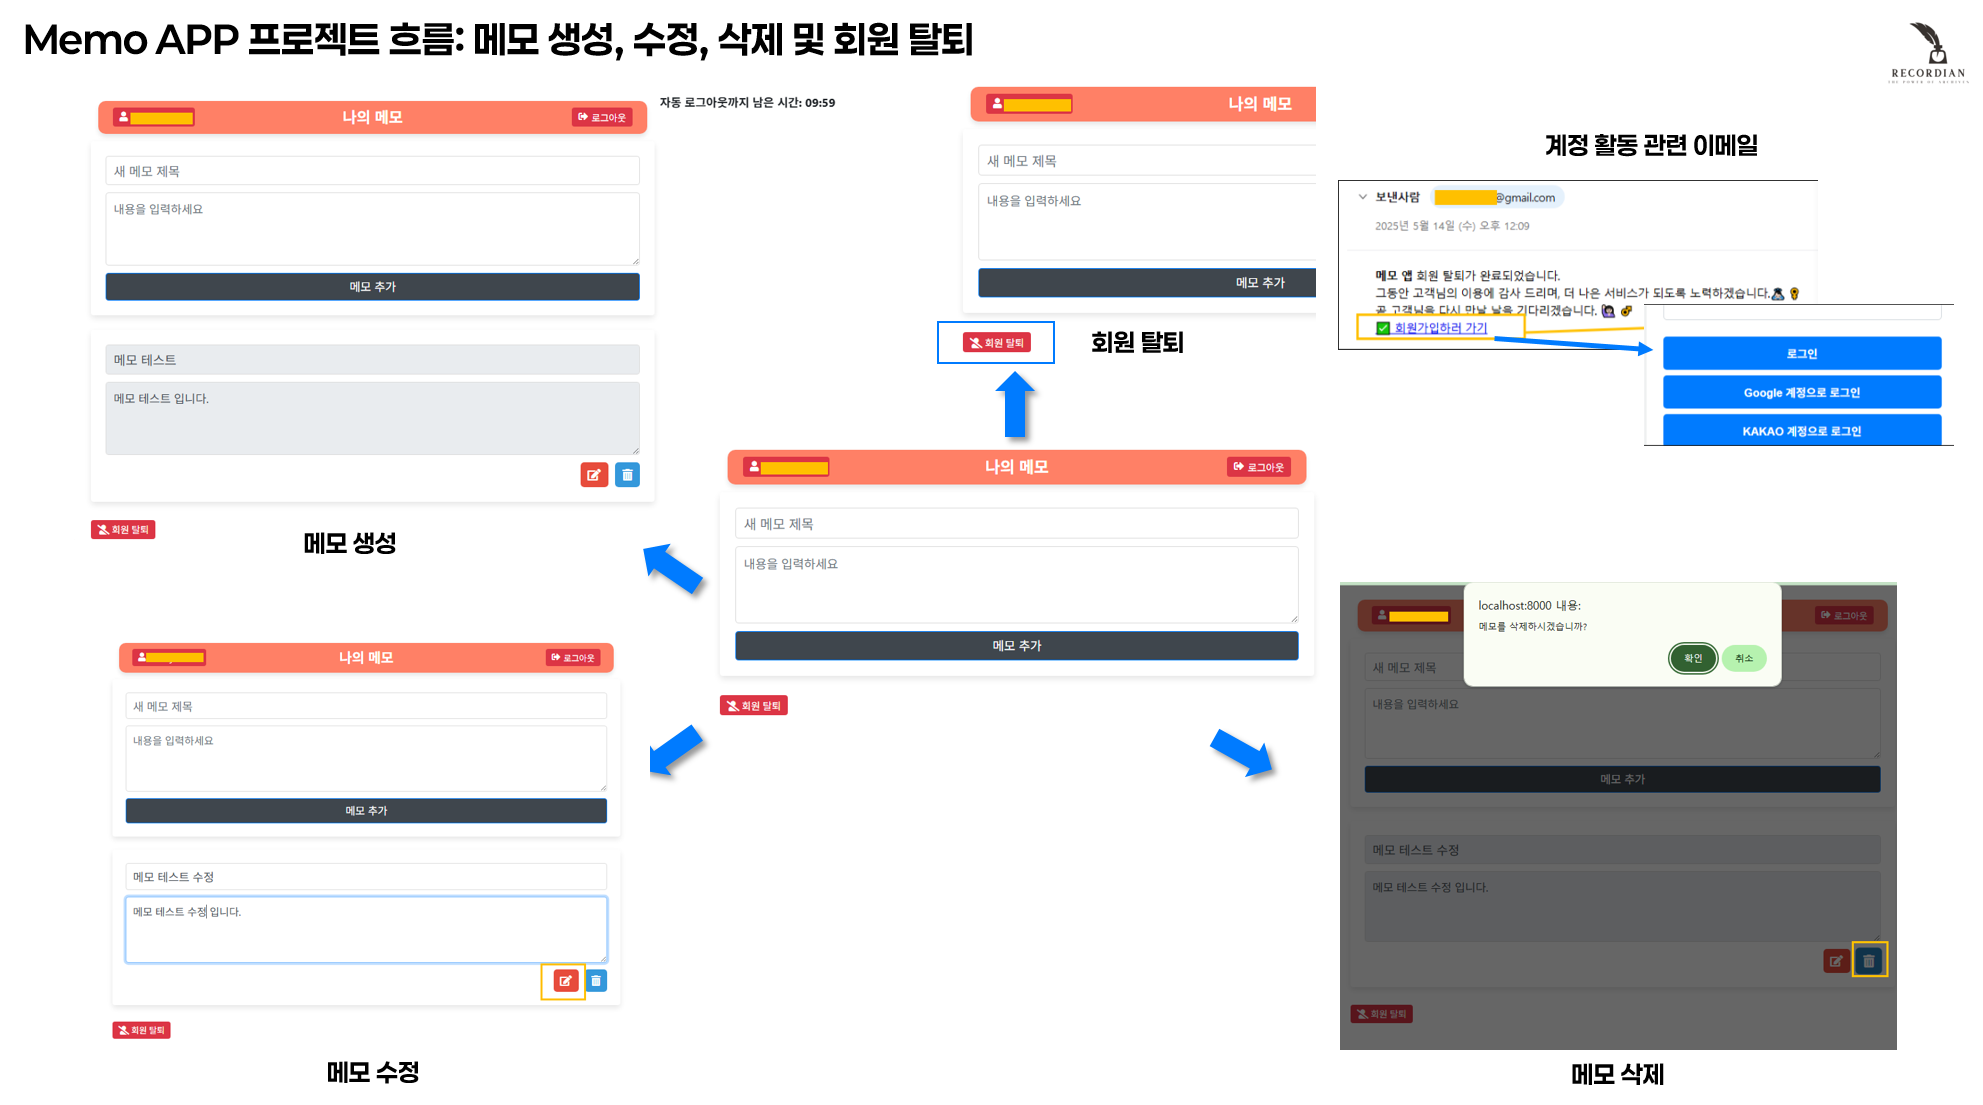 Memo APP 프로젝트 흐름: 메모 생성, 수정, 삭제 및 회원 탈퇴
RECORDIAN
나의 메모
로그아웃
새 메모 제목
내용을 입력하세요
메모 추가
메모 테스트
메모 테스트 입니다.
회원 탈퇴
메모 생성
자동 로그아웃까지 남은 시간: 09:59
나의 메모
새 메모 제목
내용을 입력하세요
메모 추가
회원 탈퇴
회원 탈퇴
계정 활동 관련 이메일
보낸사람 @gmail.com
2025년 5월 14일 (수) 오후 12:09
메모 앱 회원 탈퇴가 완료되었습니다.
그동안 고객님의 이용에 감사 드리며, 더 나은 서비스가 되도록 노력하겠습니다.
곧 고객님을 다시 만날 날을 기다리겠습니다.
회원가입하러 가기
로그인
Google 계정으로 로그인
KAKAO 계정으로 로그인
나의 메모
로그아웃
새 메모 제목
내용을 입력하세요
메모 추가
회원 탈퇴
나의 메모
로그아웃
새 메모 제목
내용을 입력하세요
메모 추가
메모 테스트 수정
메모 테스트 수정 입니다.
회원 탈퇴
메모 수정
localhost:8000 내용:
메모를 삭제하시겠습니까?
확인
취소
로그아웃
새 메모 제목
내용을 입력하세요
메모 추가
메모 테스트 수정
메모 테스트 수정 입니다.
회원 탈퇴
메모 삭제